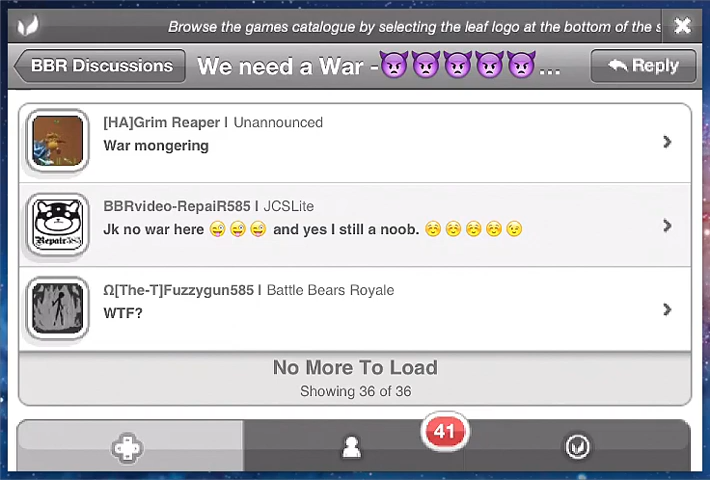 Browse the games catalogue by selecting the leaf logo at the bottom of the s
BBR Discussions
We need a War -👿👿👿👿👿...
Reply
[HA]Grim Reaper | Unannounced
War mongering
BBRvideo-RepaiR585 | JCSLite
Jk no war here 😜😜😜 and yes I still a noob. ☺️☺️☺️☺️😉
Repair585
Ω[The-T]Fuzzygun585 | Battle Bears Royale
WTF?
No More To Load
Showing 36 of 36
41